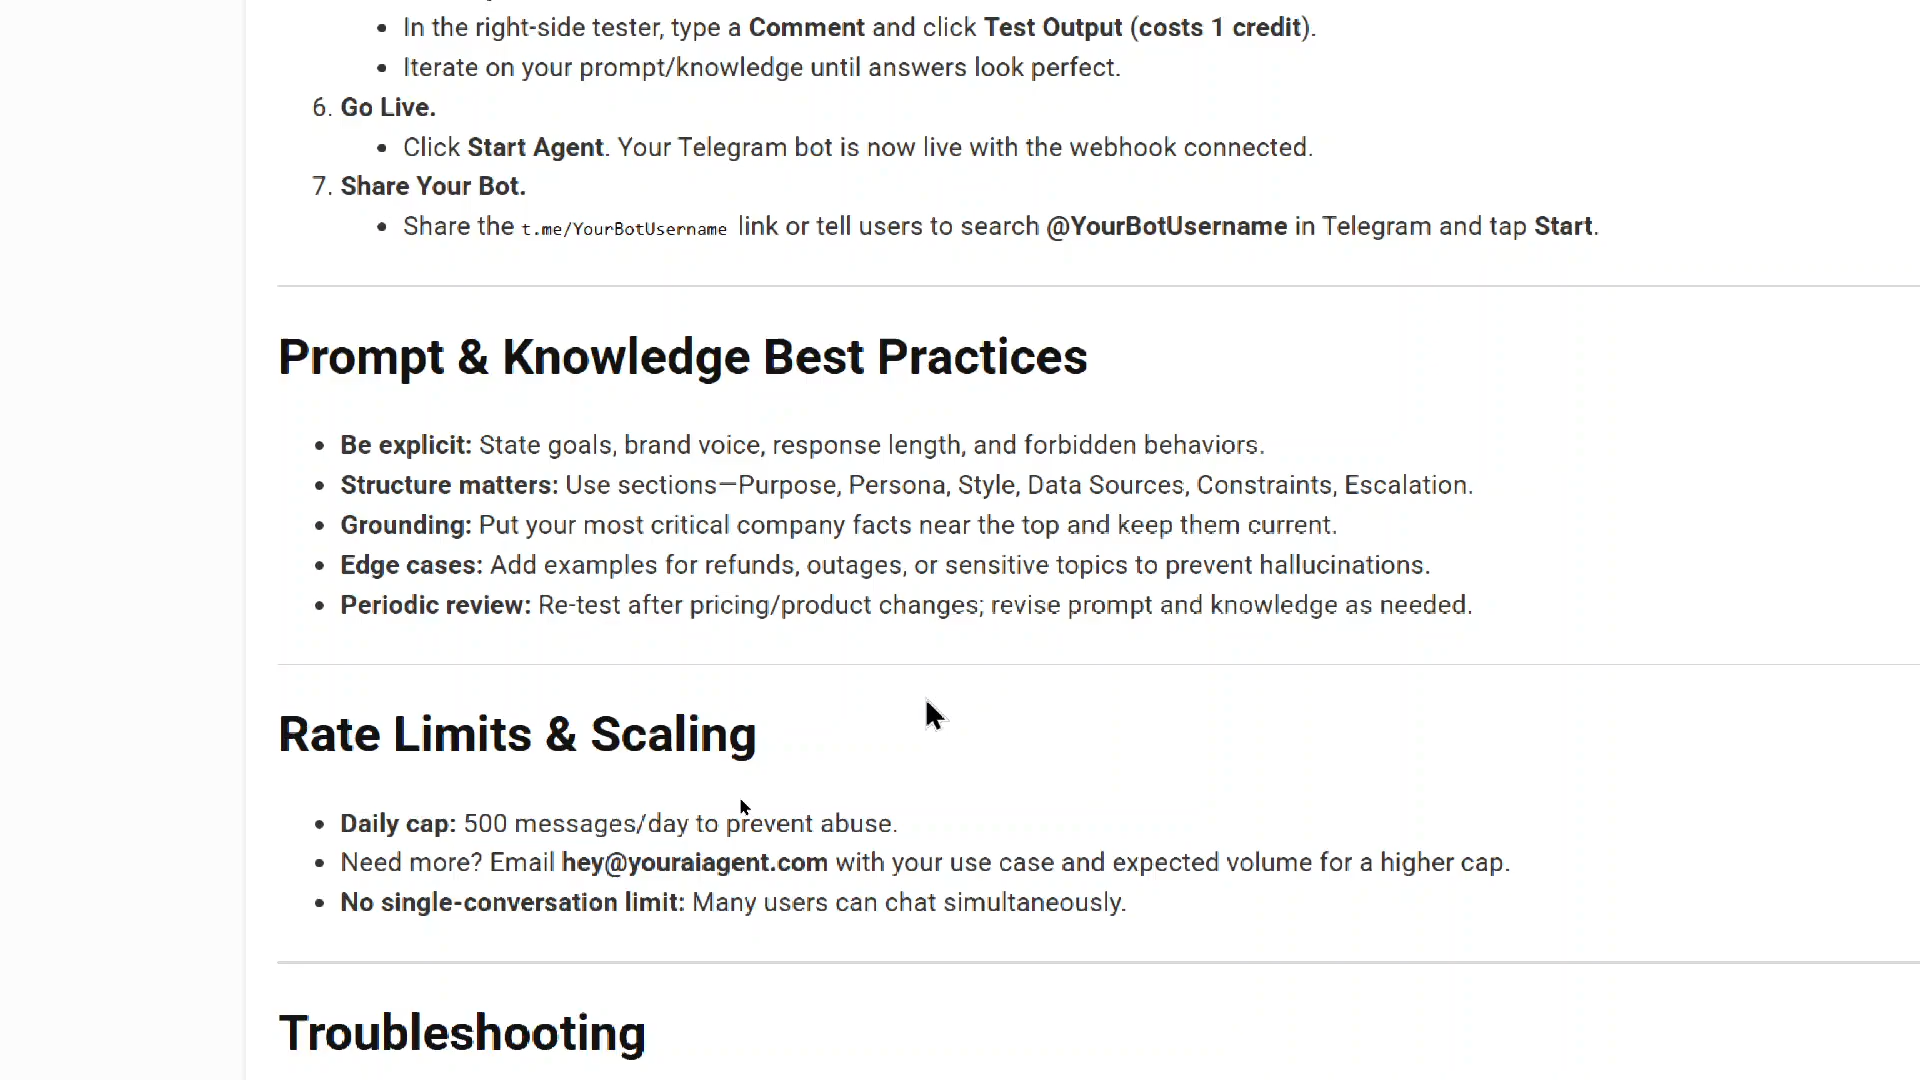 • In the right-side tester, type a Comment and click Test Output (costs 1 credit).
• Iterate on your prompt/knowledge until answers look perfect.
6. Go Live.
• Click Start Agent. Your Telegram bot is now live with the webhook connected.
7. Share Your Bot.
• Share the t.me/YourBotUsername link or tell users to search @YourBotUsername in Telegram and tap Start.
Prompt & Knowledge Best Practices
• Be explicit: State goals, brand voice, response length, and forbidden behaviors.
• Structure matters: Use sections—Purpose, Persona, Style, Data Sources, Constraints, Escalation.
• Grounding: Put your most critical company facts near the top and keep them current.
• Edge cases: Add examples for refunds, outages, or sensitive topics to prevent hallucinations.
• Periodic review: Re-test after pricing/product changes; revise prompt and knowledge as needed.
Rate Limits & Scaling
• Daily cap: 500 messages/day to prevent abuse.
• Need more? Email hey@youraiagent.com with your use case and expected volume for a higher cap.
• No single-conversation limit: Many users can chat simultaneously.
Troubleshooting